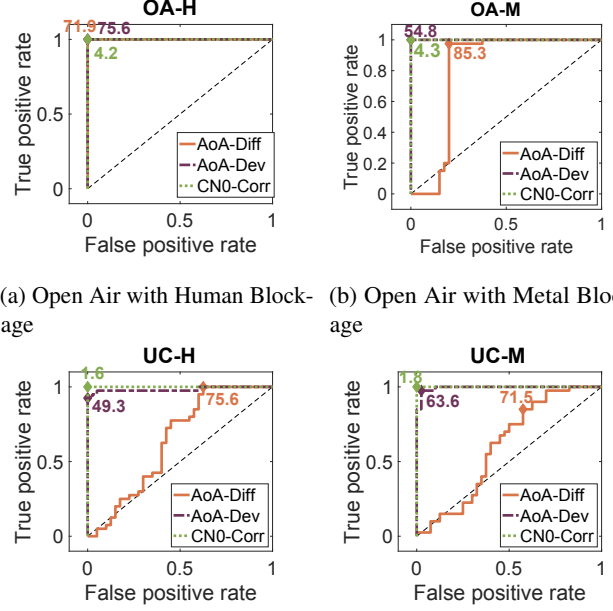 OA-H
71.9 75.6
4.2
True positive rate
1
0.5
0
AoA-Diff
AoA-Dev
CN0-Corr
0 0.5 1
False positive rate
OA-M
54.8
4.3 85.3
True positive rate
1
0.8
0.6
0.4
0.2
0
AoA-Diff
AoA-Dev
CN0-Corr
0 0.5 1
False positive rate
(a) Open Air with Human Block-
age
(b) Open Air with Metal Bloc
age
UC-H
1.6
49.3 75.6
True positive rate
1
0.5
0
AoA-Diff
AoA-Dev
CN0-Corr
0 0.5 1
False positive rate
UC-M
1.8
63.6 71.5
True positive rate
1
0.5
0
AoA-Diff
AoA-Dev
CN0-Corr
0 0.5 1
False positive rate